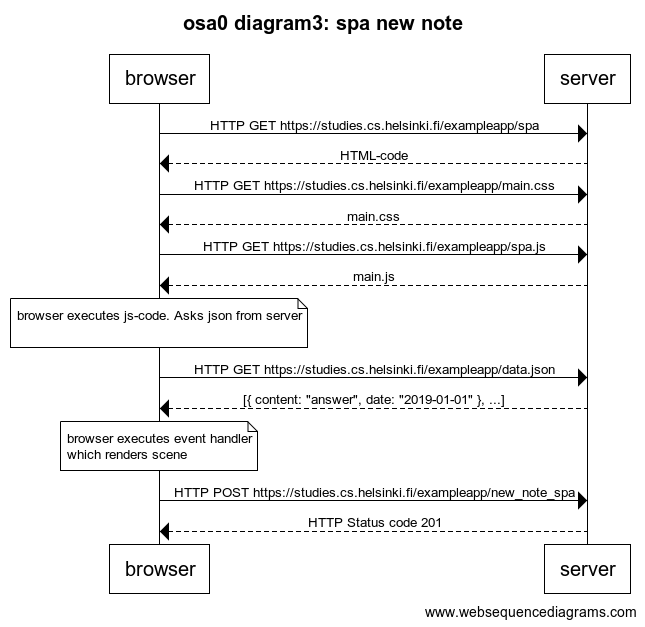 osa0 diagram3: spa new note
browser
server
HTTP GET https://studies.cs.helsinki.fi/exampleapp/spa
HTML-code
HTTP GET https://studies.cs.helsinki.fi/exampleapp/main.css
main.css
HTTP GET https://studies.cs.helsinki.fi/exampleapp/spa.js
main.js
browser executes js-code. Asks json from server
HTTP GET https://studies.cs.helsinki.fi/exampleapp/data.json
[{ content: "answer", date: "2019-01-01" }, ...]
browser executes event handler
which renders scene
HTTP POST https://studies.cs.helsinki.fi/exampleapp/new_note_spa
HTTP Status code 201
browser
server
www.websequencediagrams.com